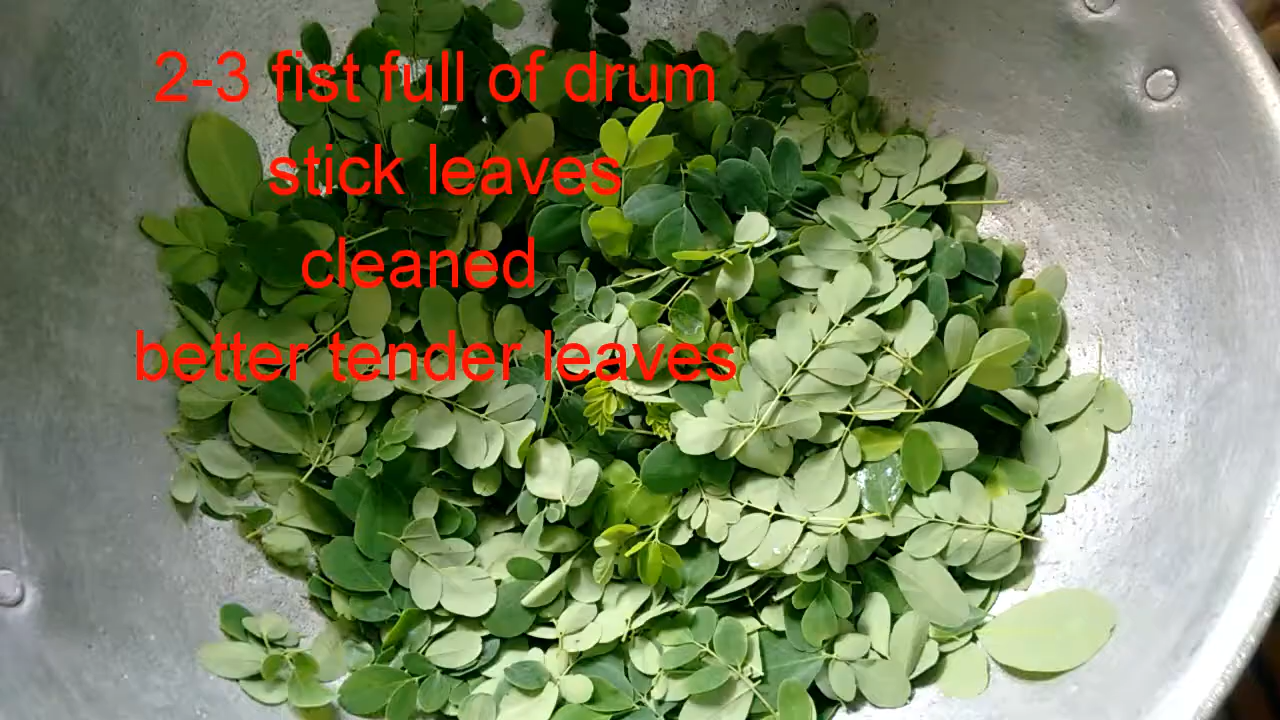 2-3 fist full of drum
stick leaves
cleaned
better tender leaves